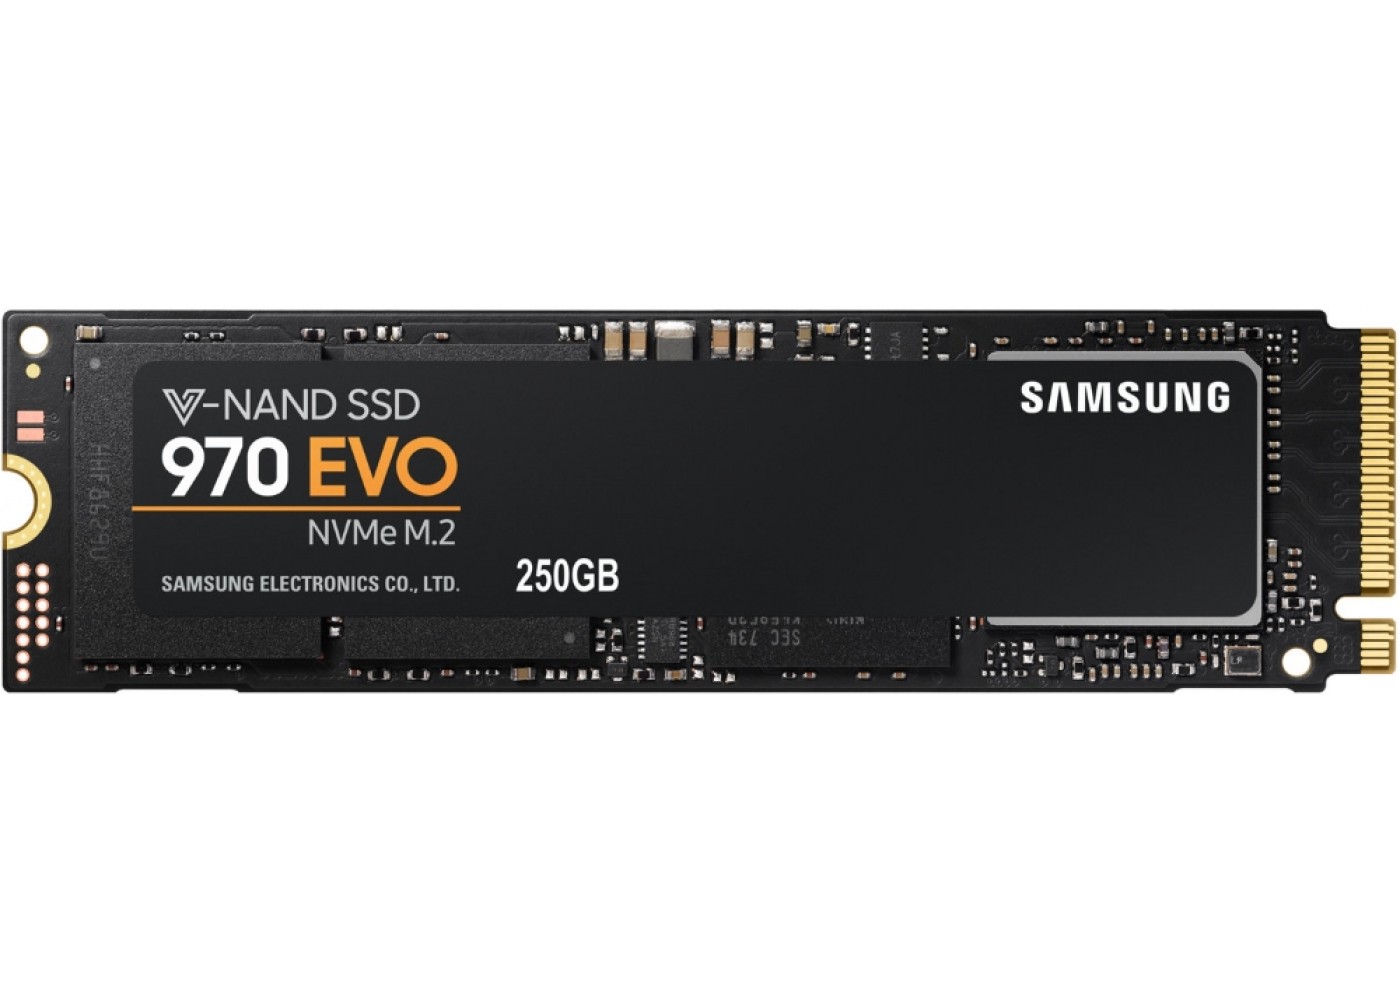 V-NAND SSD
970 EVO
NVMe M.2
SAMSUNG ELECTRONICS CO., LTD.
250GB
SAMSUNG
SEC 734